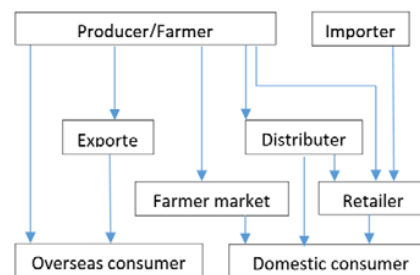 Producer/Farmer
Importer
Exporte
Distributer
Farmer market
Retailer
Overseas consumer
Domestic consumer